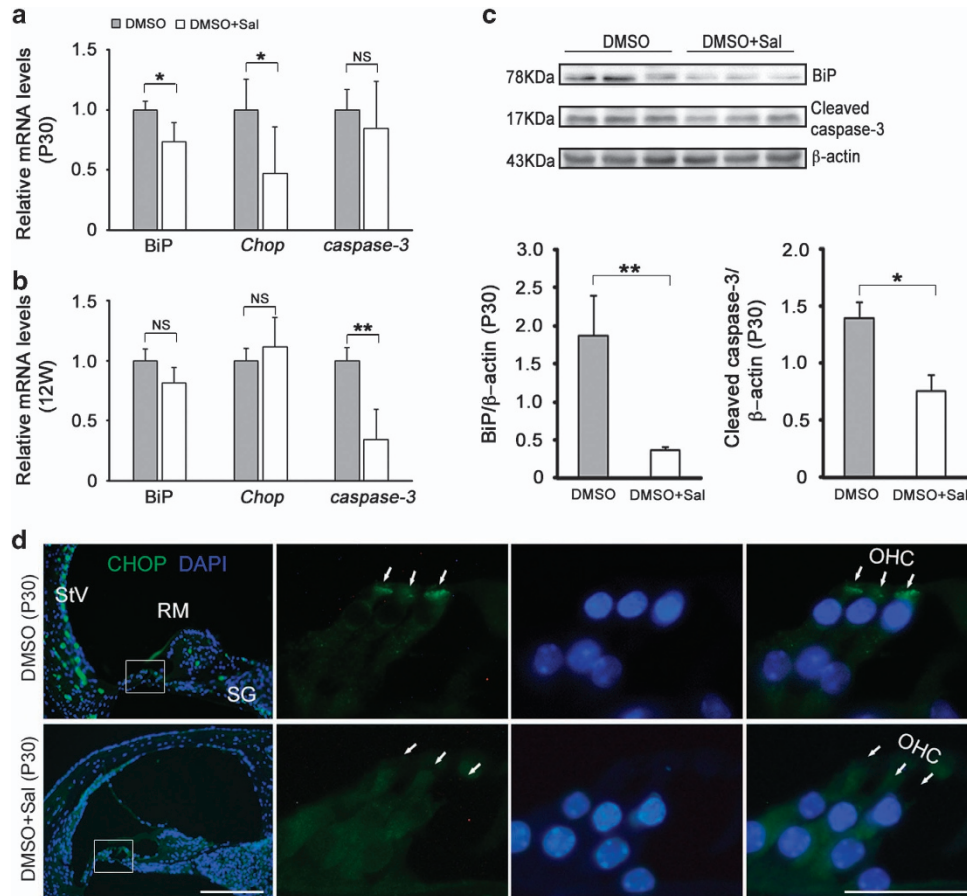 a
DMSO DMSO+Sal
Relative mRNA levels
(P30)
1.5
1.0
0.5
0
* * NS
BiP Chop caspase-3
b
Relative mRNA levels
(12W)
1.5
1.0
0.5
0
NS NS **
BiP Chop caspase-3
c
DMSO DMSO+Sal
78KDa BiP
17KDa Cleaved
caspase-3
43KDa β-actin
BiP/β-actin (P30)
3.0
2.5
2.0
1.5
1.0
0.5
0
**
DMSO DMSO+Sal
Cleaved caspase-3/
β-actin (P30)
2.0
1.5
1.0
0.5
0
*
DMSO DMSO+Sal
d
DMSO (P30)
CHOP DAPI
StV
RM
SG
OHC
DMSO+Sal (P30)
OHC